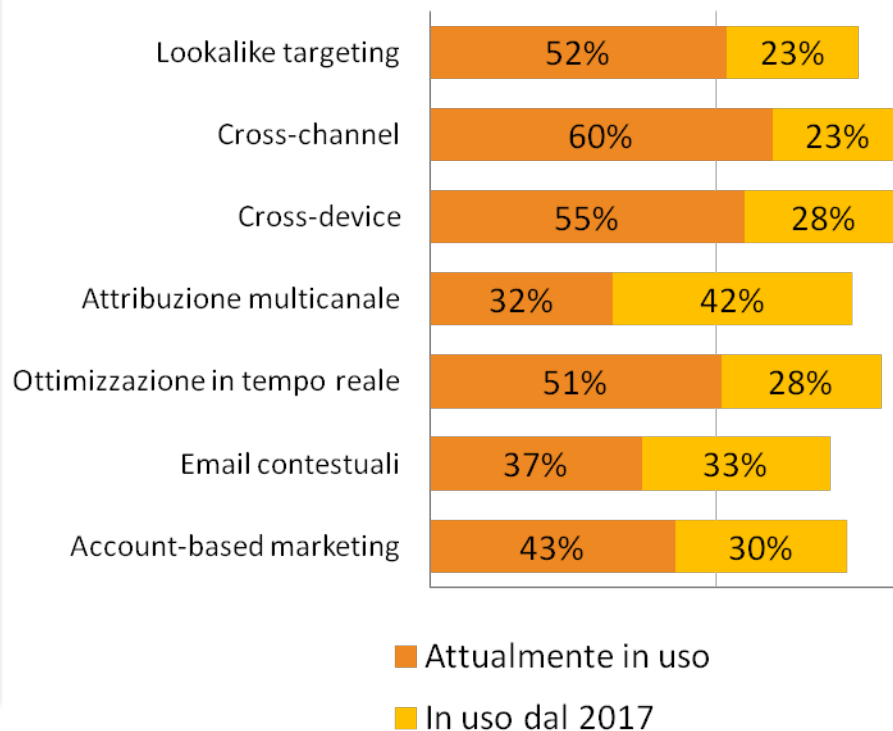 Lookalike targeting 52% 23%
Cross-channel 60% 23%
Cross-device 55% 28%
Attribuzione multicanale 32% 42%
Ottimizzazione in tempo reale 51% 28%
Email contestuali 37% 33%
Account-based marketing 43% 30%
Attualmente in uso
In uso dal 2017